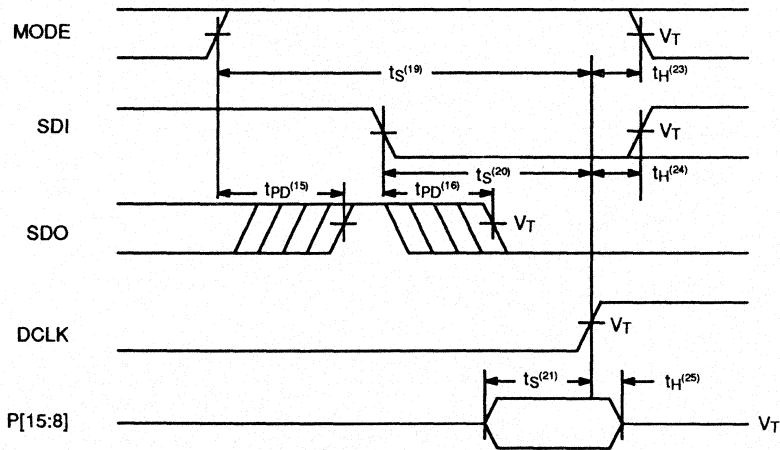 MODE
VT
tS(19)
tH(23)
SDI
VT
tS(20)
tH(24)
tPD(15)
tPD(16)
SDO
VT
DCLK
VT
tS(21)
tH(25)
P[15:8]
VT